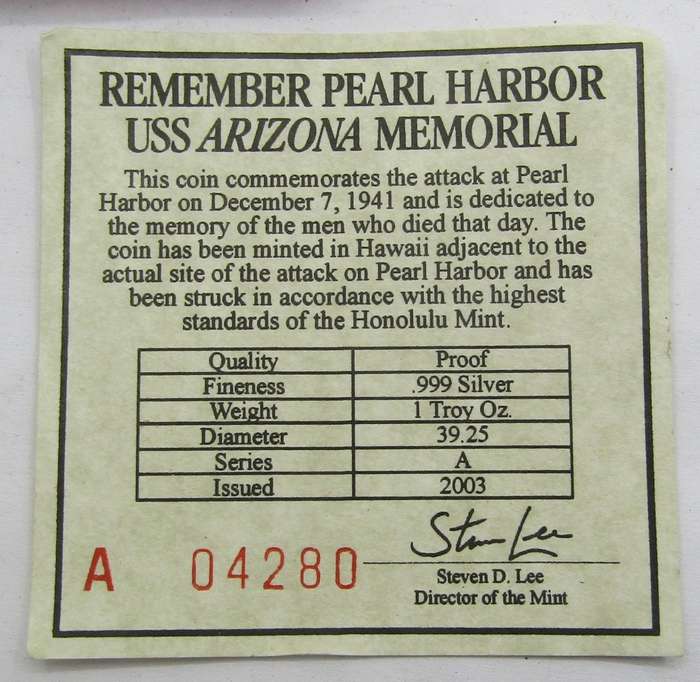 REMEMBER PEARL HARBOR
USS ARIZONA MEMORIAL
This coin commemorates the attack at Pearl
Harbor on December 7, 1941 and is dedicated to
the memory of the men who died that day. The
coin has been minted in Hawaii adjacent to the
actual site of the attack on Pearl Harbor and has
been struck in accordance with the highest
standards of the Honolulu Mint.
Quality Proof
Fineness .999 Silver
Weight 1 Troy Oz.
Diameter 39.25
Series A
Issued 2003
Steven Lee
A 04280
Steven D. Lee
Director of the Mint